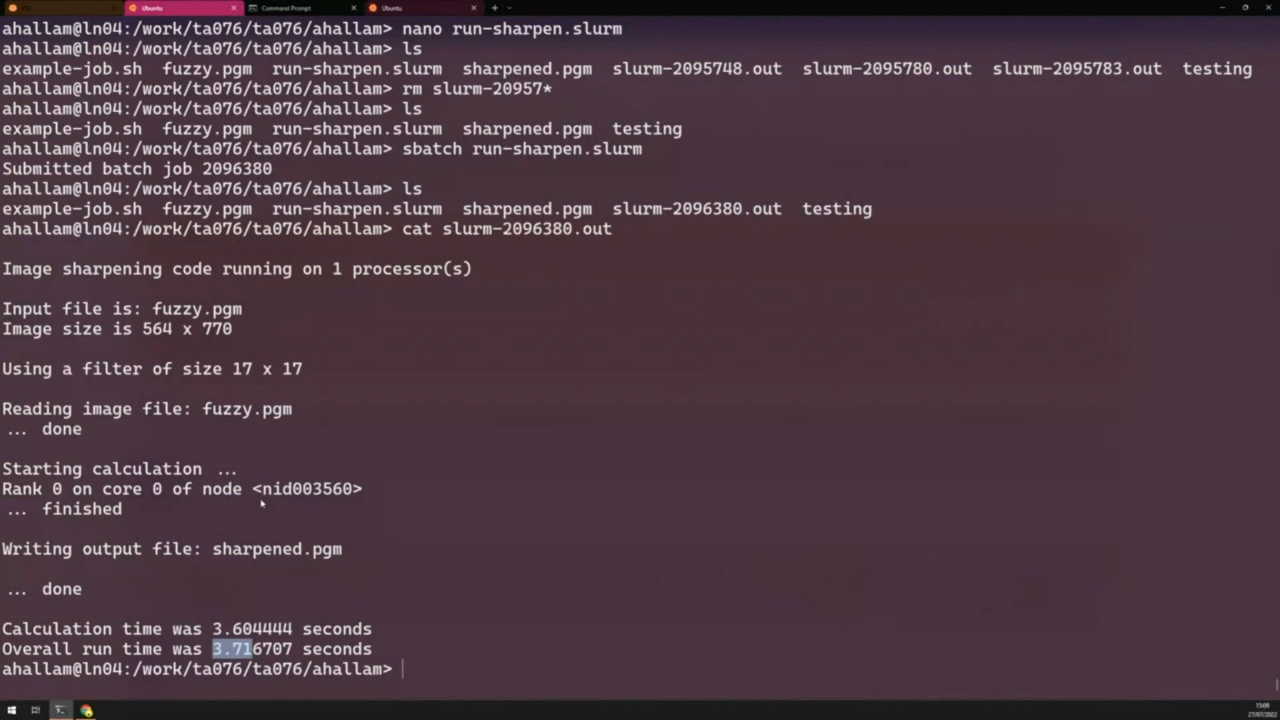 Ubuntu Command Prompt Ubuntu
ahallam@ln04:/work/ta076/ta076/ahallam> nano run-sharpen.slurm
ahallam@ln04:/work/ta076/ta076/ahallam> ls
example-job.sh fuzzy.pgm run-sharpen.slurm sharpened.pgm slurm-2095748.out slurm-2095780.out slurm-2095783.out testing
ahallam@ln04:/work/ta076/ta076/ahallam> rm slurm-20957*
ahallam@ln04:/work/ta076/ta076/ahallam> ls
example-job.sh fuzzy.pgm run-sharpen.slurm sharpened.pgm testing
ahallam@ln04:/work/ta076/ta076/ahallam> sbatch run-sharpen.slurm
Submitted batch job 2096380
ahallam@ln04:/work/ta076/ta076/ahallam> ls
example-job.sh fuzzy.pgm run-sharpen.slurm sharpened.pgm slurm-2096380.out testing
ahallam@ln04:/work/ta076/ta076/ahallam> cat slurm-2096380.out
Image sharpening code running on 1 processor(s)
Input file is: fuzzy.pgm
Image size is 564 x 770
Using a filter of size 17 x 17
Reading image file: fuzzy.pgm
... done
Starting calculation ...
Rank 0 on core 0 of node <nid003560>
... finished
Writing output file: sharpened.pgm
... done
Calculation time was 3.604444 seconds
Overall run time was 3.716707 seconds
ahallam@ln04:/work/ta076/ta076/ahallam>
15:09
27/07/2022